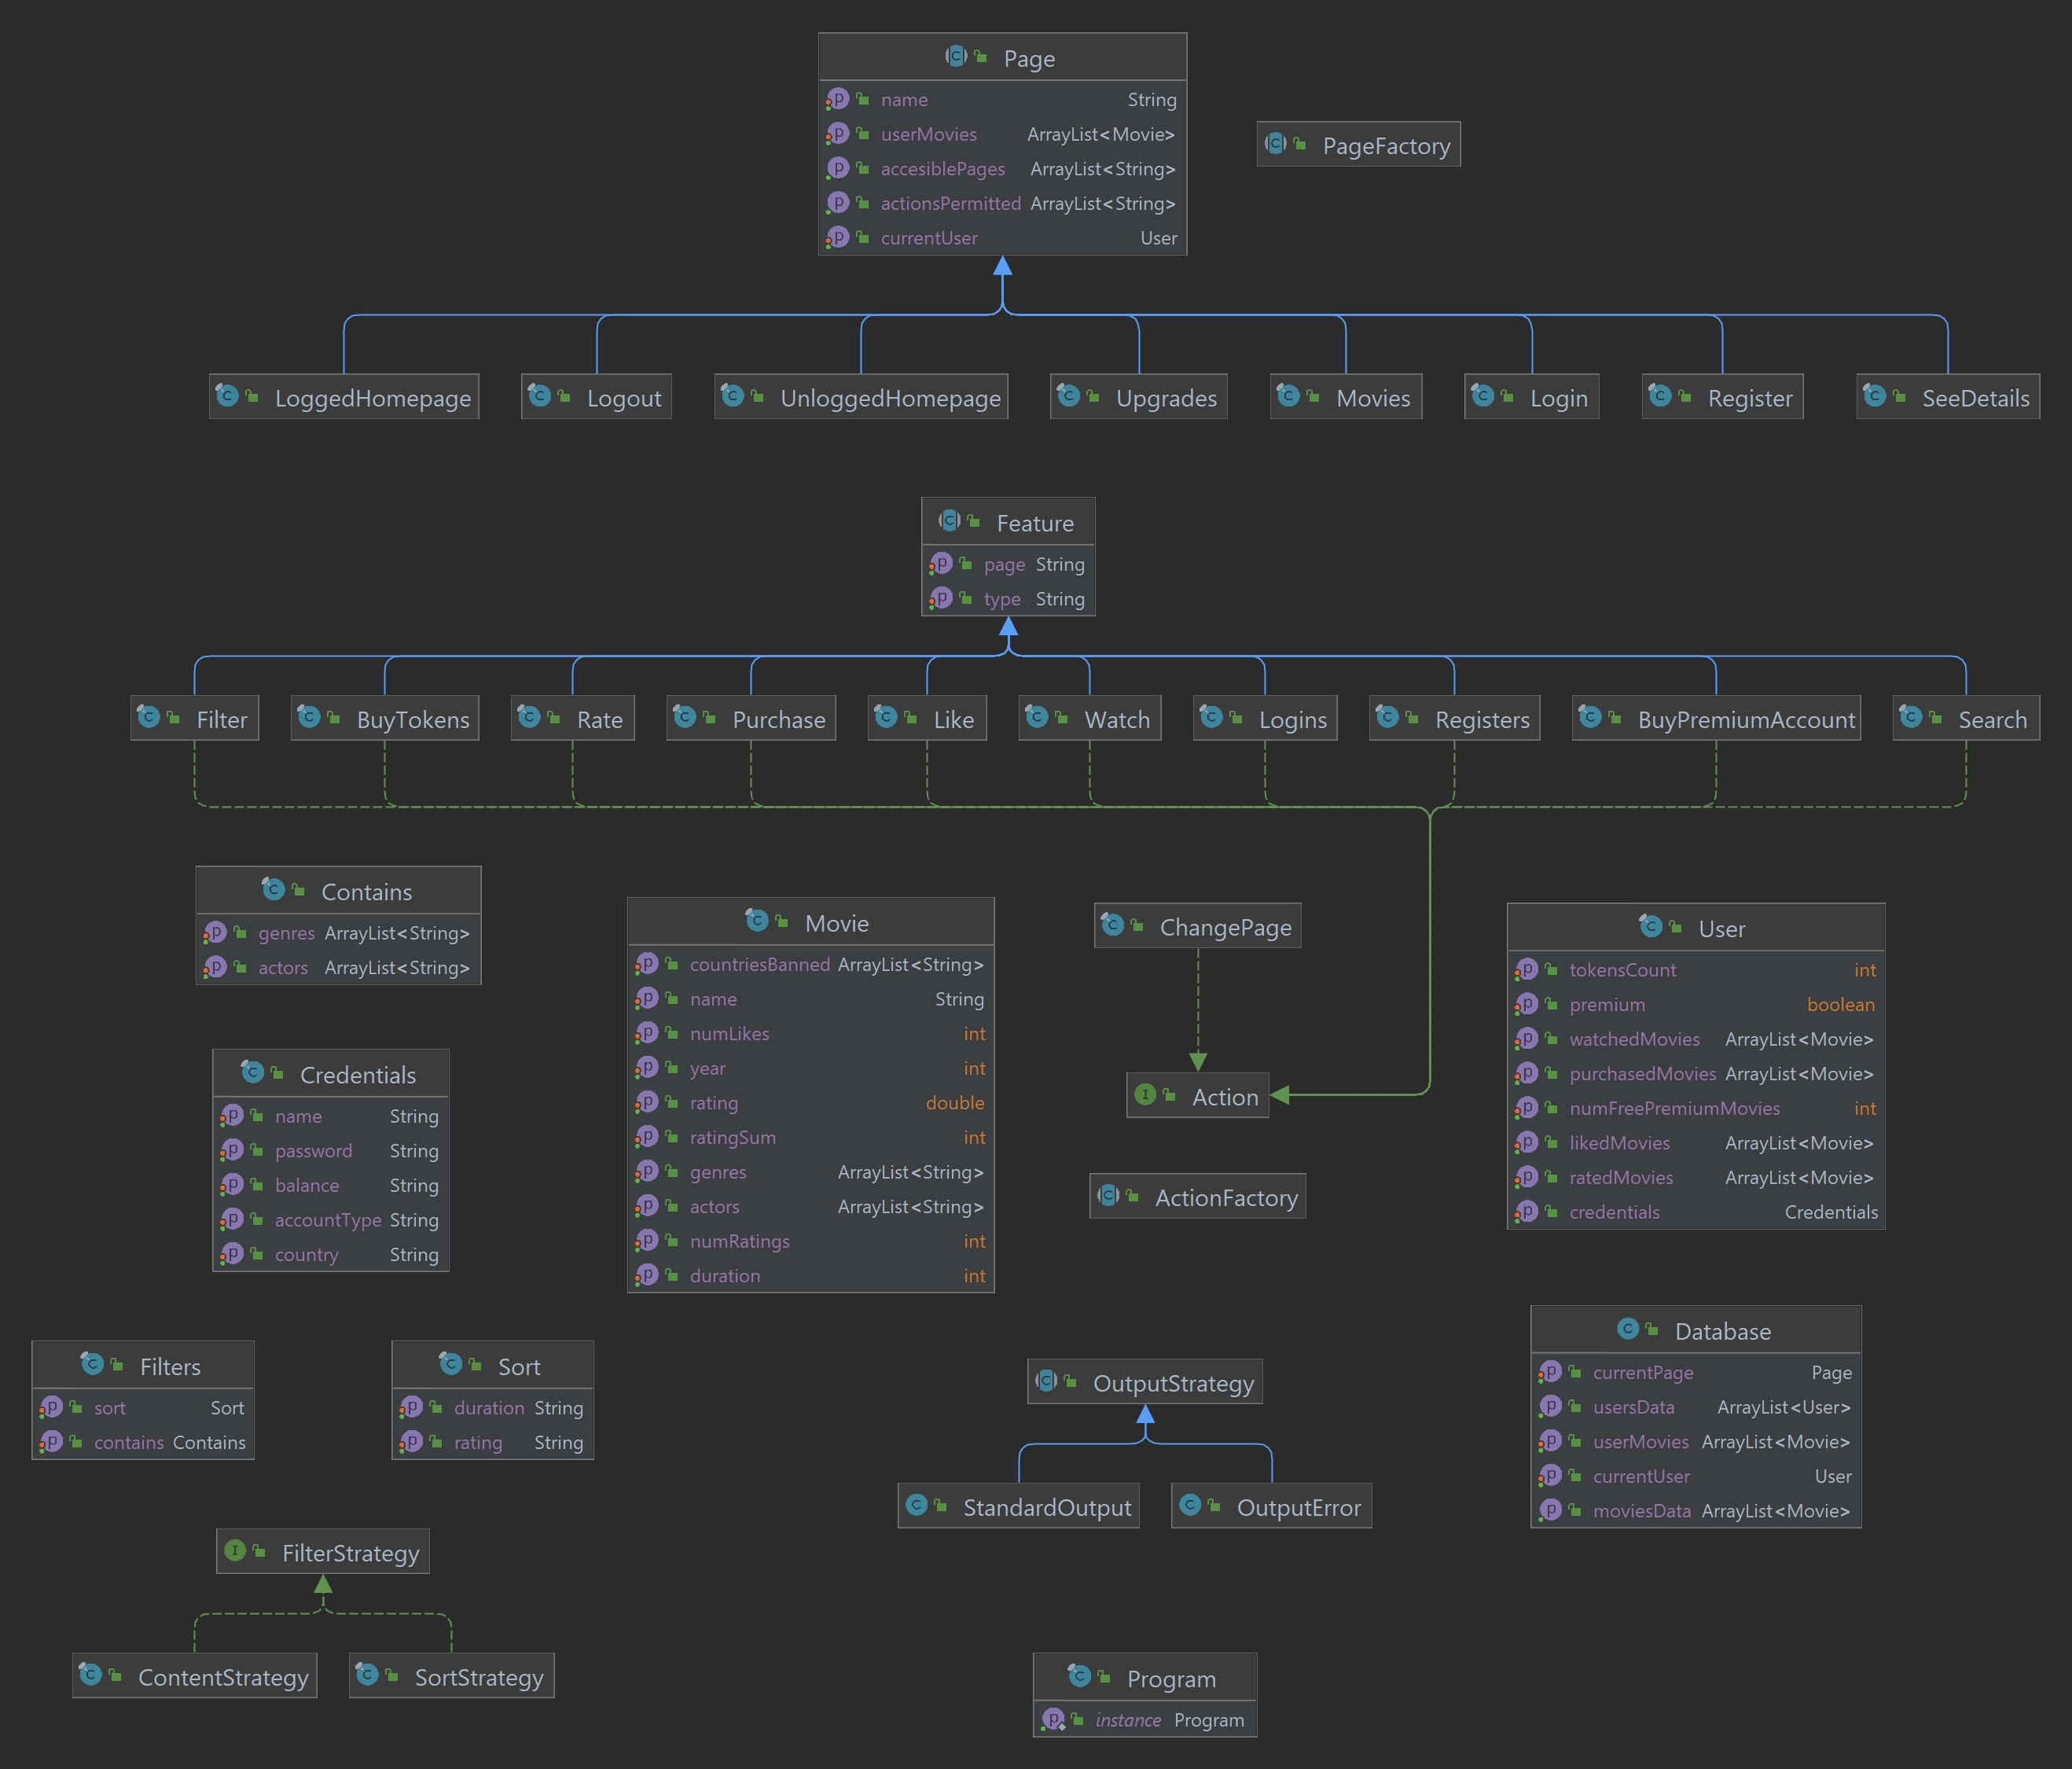 Page
name String
userMovies ArrayList<Movie>
accesiblePages ArrayList<String>
actionsPermitted ArrayList<String>
currentUser User
PageFactory
LoggedHomepage
Logout
UnloggedHomepage
Upgrades
Movies
Login
Register
SeeDetails
Feature
page String
type String
Filter
BuyTokens
Rate
Purchase
Like
Watch
Logins
Registers
BuyPremiumAccount
Search
Contains
genres ArrayList<String>
actors ArrayList<String>
Movie
countriesBanned ArrayList<String>
name String
numLikes int
year int
rating double
ratingSum int
genres ArrayList<String>
actors ArrayList<String>
numRatings int
duration int
ChangePage
Action
ActionFactory
User
tokensCount int
premium boolean
watchedMovies ArrayList<Movie>
purchasedMovies ArrayList<Movie>
numFreePremiumMovies int
likedMovies ArrayList<Movie>
ratedMovies ArrayList<Movie>
credentials Credentials
Credentials
name String
password String
balance String
accountType String
country String
Filters
sort Sort
contains Contains
Sort
duration String
rating String
OutputStrategy
StandardOutput
OutputError
Database
currentPage Page
usersData ArrayList<User>
userMovies ArrayList<Movie>
currentUser User
moviesData ArrayList<Movie>
FilterStrategy
ContentStrategy
SortStrategy
Program
instance Program